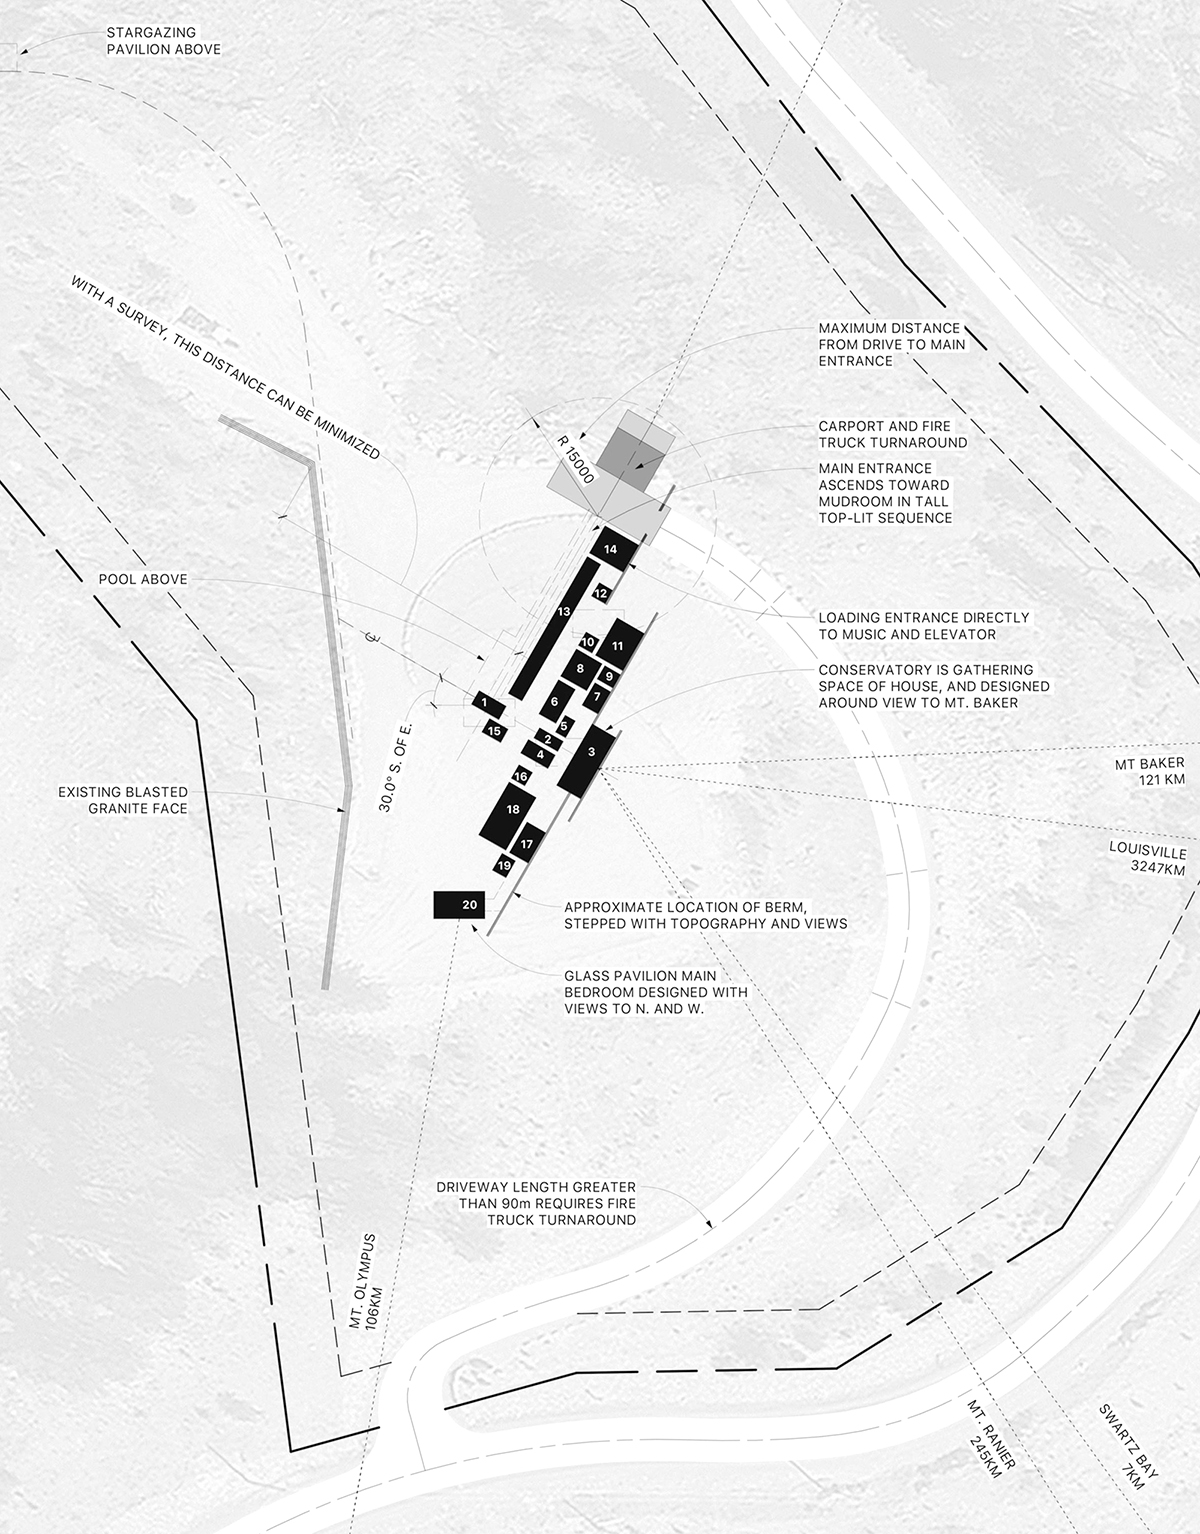 STARGAZING
PAVILION ABOVE
WITH A SURVEY, THIS DISTANCE CAN BE MINIMIZED
MAXIMUM DISTANCE
FROM DRIVE TO MAIN
ENTRANCE
CARPORT AND FIRE
TRUCK TURNAROUND
R 15000
MAIN ENTRANCE
ASCENDS TOWARD
MUDROOM IN TALL
TOP-LIT SEQUENCE
14
POOL ABOVE
12
13
LOADING ENTRANCE DIRECTLY
TO MUSIC AND ELEVATOR
10
11
8
9
7
CONSERVATORY IS GATHERING
SPACE OF HOUSE, AND DESIGNED
AROUND VIEW TO MT. BAKER
1
6
15
5
2
4
3
30.0° S. OF E.
MT BAKER
121 KM
16
EXISTING BLASTED
GRANITE FACE
18
17
19
LOUISVILLE
3247KM
20
APPROXIMATE LOCATION OF BERM,
STEPPED WITH TOPOGRAPHY AND VIEWS
GLASS PAVILION MAIN
BEDROOM DESIGNED WITH
VIEWS TO N. AND W.
DRIVEWAY LENGTH GREATER
THAN 90m REQUIRES FIRE
TRUCK TURNAROUND
MT. OLYMPUS
106KM
MT. RANIER
245KM
SWARTZ BAY
7KM